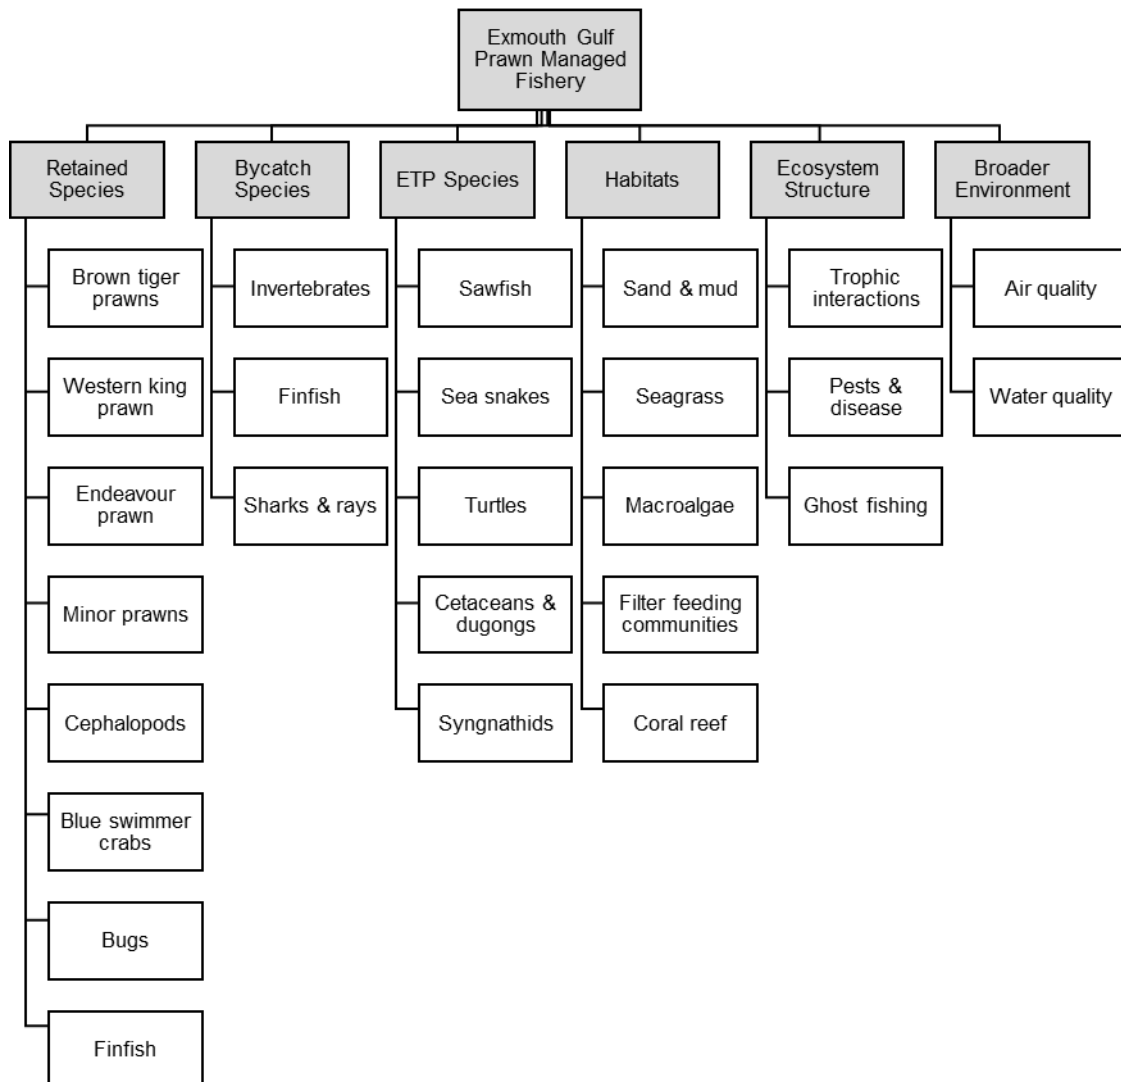 Exmouth Gulf
Prawn Managed
Fishery
Retained
Species
Bycatch
Species
ETP Species
Habitats
Ecosystem
Structure
Broader
Environment
Brown tiger
prawns
Western king
prawn
Endeavour
prawn
Minor prawns
Cephalopods
Blue swimmer
crabs
Bugs
Finfish
Invertebrates
Finfish
Sharks & rays
Sawfish
Sea snakes
Turtles
Cetaceans &
dugongs
Syngnathids
Sand & mud
Seagrass
Macroalgae
Filter feeding
communities
Coral reef
Trophic
interactions
Pests &
disease
Ghost fishing
Air quality
Water quality